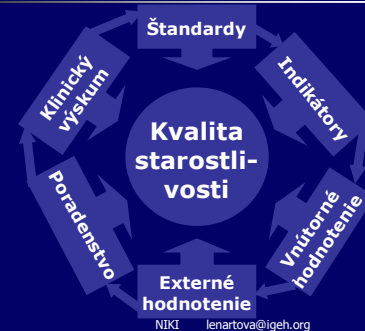 Štandardy
Indikátory
Vnútorné
hodnotenie
Externé
hodnotenie
Poradenstvo
Klinický
výskum
Kvalita
starostli-
vosti
NIKI lenartova@igeh.org